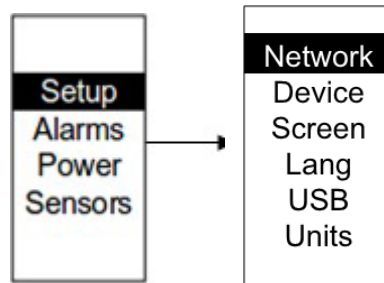 Setup
Alarms
Power
Sensors
Network
Device
Screen
Lang
USB
Units